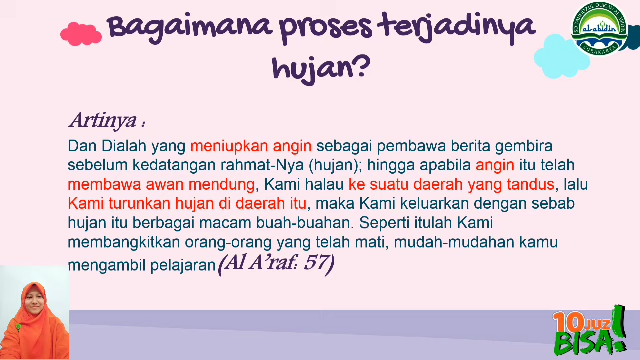 Bagaimana proses terjadinya
hujan?
al-abidin
Artinya :
Dan Dialah yang meniupkan angin sebagai pembawa berita gembira
sebelum kedatangan rahmat-Nya (hujan); hingga apabila angin itu telah
membawa awan mendung, Kami halau ke suatu daerah yang tandus, lalu
Kami turunkan hujan di daerah itu, maka Kami keluarkan dengan sebab
hujan itu berbagai macam buah-buahan. Seperti itulah Kami
membangkitkan orang-orang yang telah mati, mudah-mudahan kamu
mengambil pelajaran (Al A’raf: 57)
10 JUZ
BISA!